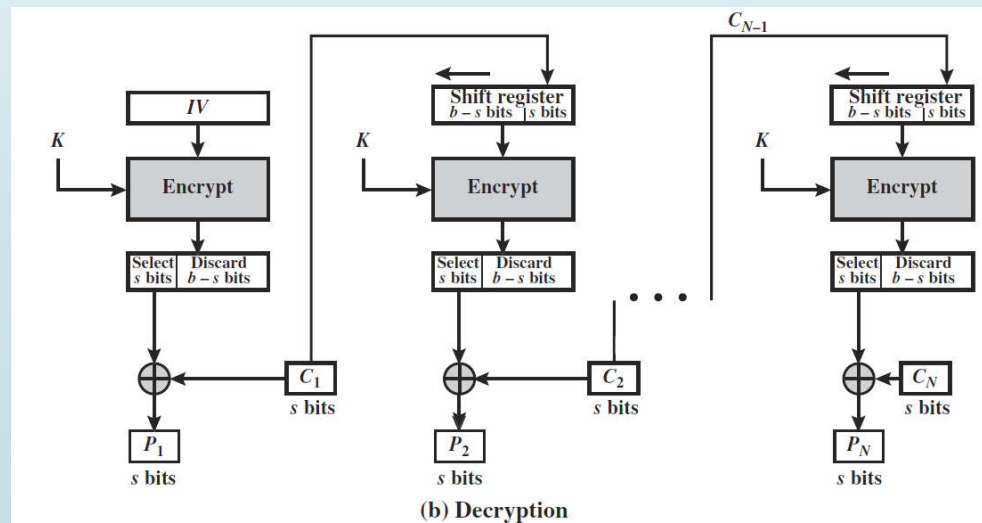 C_{N–1}
IV
Shift register
b – s bits | s bits
Shift register
b – s bits | s bits
K
K
K
Encrypt
Encrypt
Encrypt
Select Discard
s bits b – s bits
Select Discard
s bits b – s bits
Select Discard
s bits b – s bits
• • •
C_1
C_2
C_N
s bits
s bits
s bits
P_1
P_2
P_N
s bits
s bits
s bits
(b) Decryption